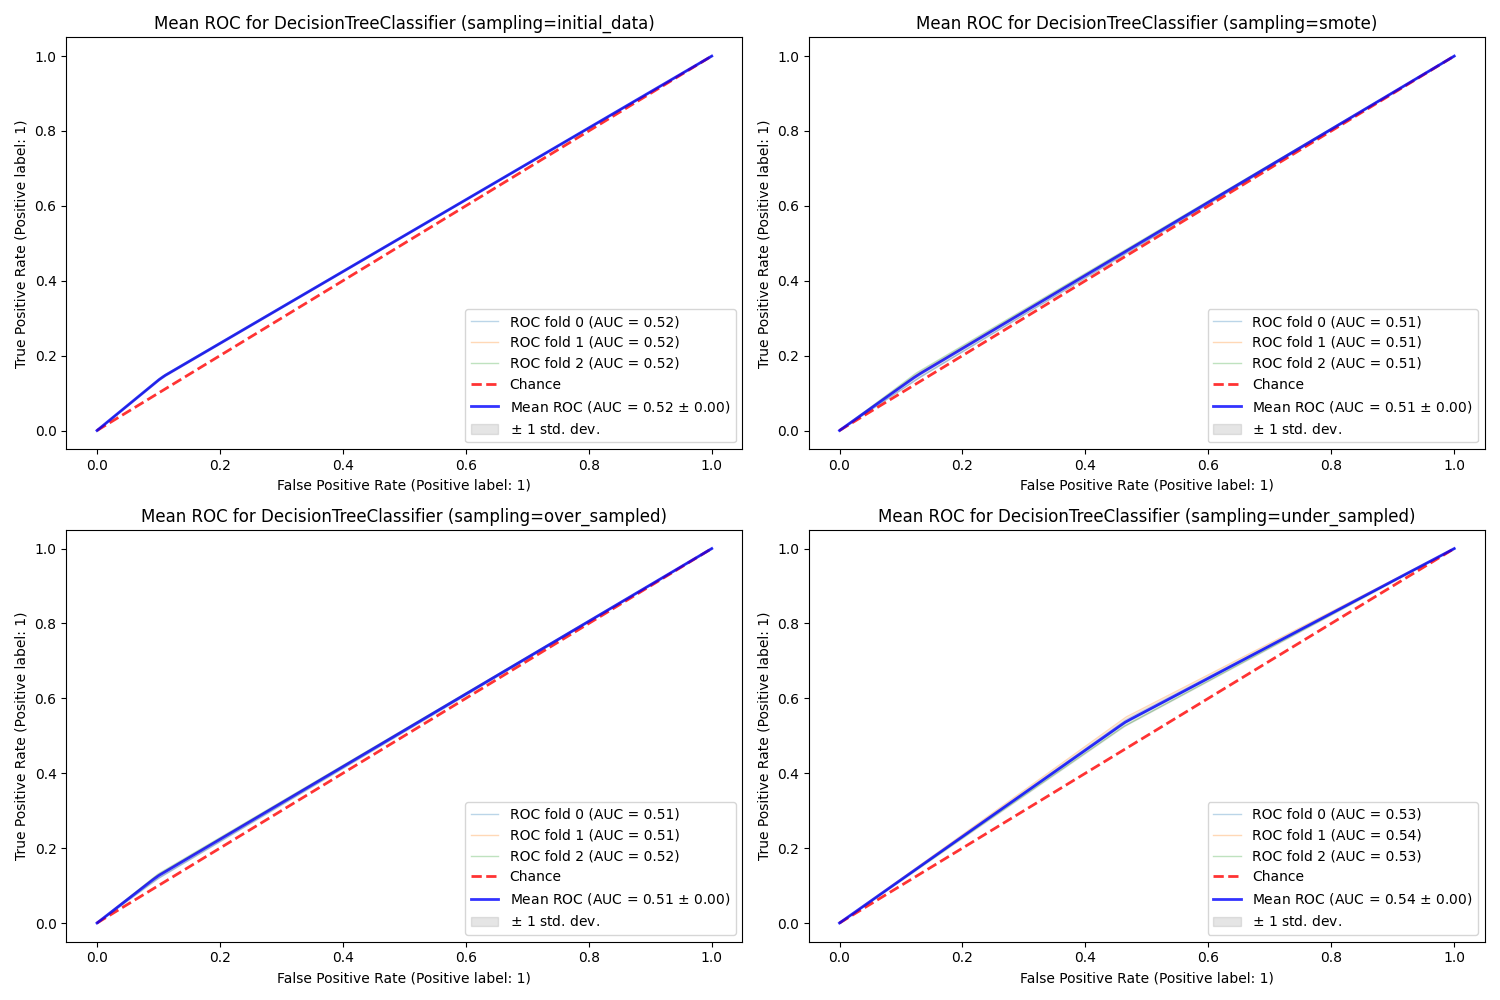 Mean ROC for DecisionTreeClassifier (sampling=initial_data)
True Positive Rate (Positive label: 1)
1.0
0.8
0.6
0.4
0.2
0.0
ROC fold 0 (AUC = 0.52)
ROC fold 1 (AUC = 0.52)
ROC fold 2 (AUC = 0.52)
Chance
Mean ROC (AUC = 0.52 ± 0.00)
± 1 std. dev.
0.0 0.2 0.4 0.6 0.8 1.0
False Positive Rate (Positive label: 1)
Mean ROC for DecisionTreeClassifier (sampling=smote)
True Positive Rate (Positive label: 1)
1.0
0.8
0.6
0.4
0.2
0.0
ROC fold 0 (AUC = 0.51)
ROC fold 1 (AUC = 0.51)
ROC fold 2 (AUC = 0.51)
Chance
Mean ROC (AUC = 0.51 ± 0.00)
± 1 std. dev.
0.0 0.2 0.4 0.6 0.8 1.0
False Positive Rate (Positive label: 1)
Mean ROC for DecisionTreeClassifier (sampling=over_sampled)
True Positive Rate (Positive label: 1)
1.0
0.8
0.6
0.4
0.2
0.0
ROC fold 0 (AUC = 0.51)
ROC fold 1 (AUC = 0.51)
ROC fold 2 (AUC = 0.52)
Chance
Mean ROC (AUC = 0.51 ± 0.00)
± 1 std. dev.
0.0 0.2 0.4 0.6 0.8 1.0
False Positive Rate (Positive label: 1)
Mean ROC for DecisionTreeClassifier (sampling=under_sampled)
True Positive Rate (Positive label: 1)
1.0
0.8
0.6
0.4
0.2
0.0
ROC fold 0 (AUC = 0.53)
ROC fold 1 (AUC = 0.54)
ROC fold 2 (AUC = 0.53)
Chance
Mean ROC (AUC = 0.54 ± 0.00)
± 1 std. dev.
0.0 0.2 0.4 0.6 0.8 1.0
False Positive Rate (Positive label: 1)